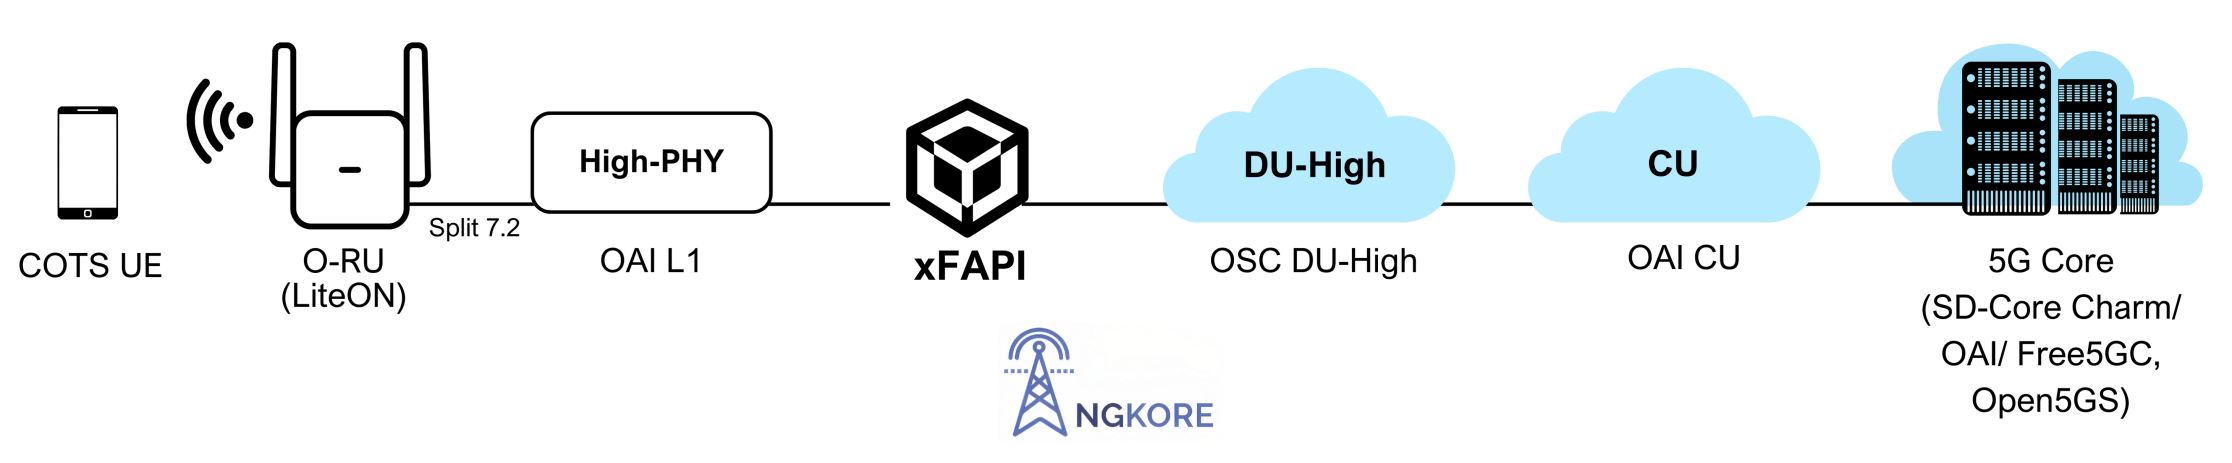 COTS UE
O-RU
(LiteON)
Split 7.2
High-PHY
OAI L1
xFAPI
DU-High
OSC DU-High
CU
OAI CU
5G Core
(SD-Core Charm/
OAI/ Free5GC,
Open5GS)
NGKORE